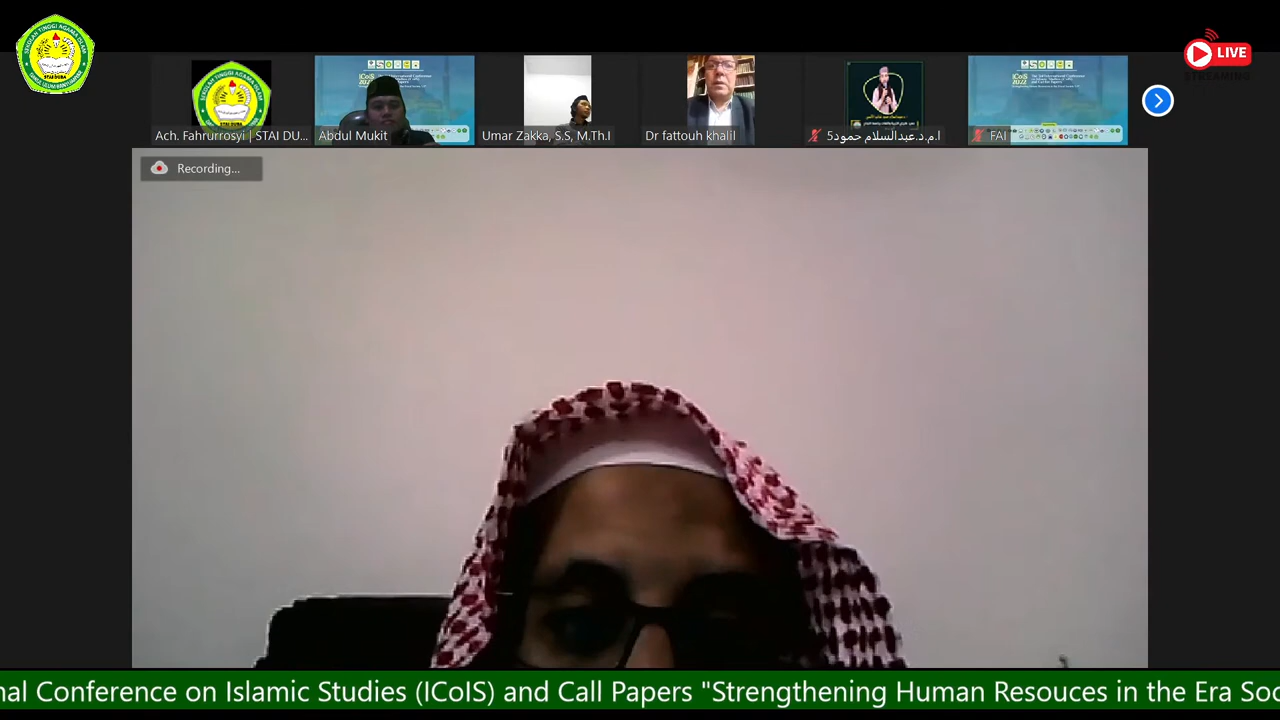 LIVE
STREAMING
Ach. Fahrurrosyi | STAI DU...
Abdul Mukit
Umar Zakka, S.S, M.Th.I
Dr fattouh khalil
ا.م.د.عبدالسلام حمود5
FAI
Recording...
nal Conference on Islamic Studies (ICoIS) and Call Papers "Strengthening Human Resouces in the Era Soc